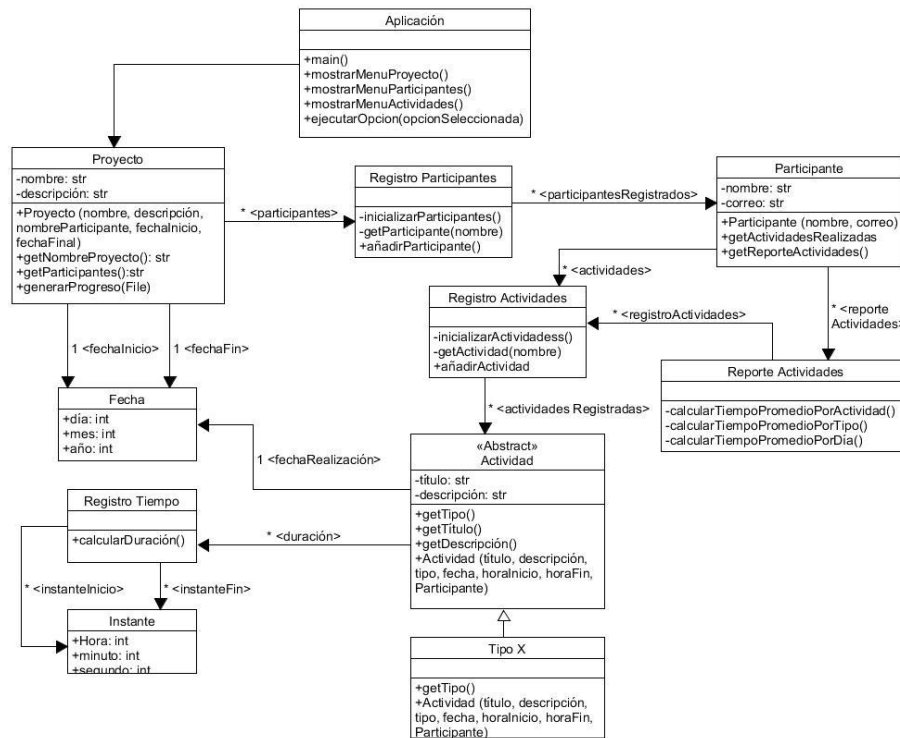 Aplicación
+main()
+mostrarMenuProyecto()
+mostrarMenuParticipantes()
+mostrarMenuActividades()
+ejecutarOpcion(opcionSeleccionada)
Proyecto
-nombre: str
-descripción: str
+Proyecto (nombre, descripción,
nombreParticipante, fechaInicio,
fechaFinal)
+getNombreProyecto(): str
+getParticipantes():str
+generarProgreso(File)
* <participantes>
Registro Participantes
-inicializarParticipantes()
-getParticipante(nombre)
+añadirParticipante()
* <participantesRegistrados>
Participante
-nombre: str
-correo: str
+Participante (nombre, correo)
+getActividadesRealizadas
+getReporteActividades()
* <actividades>
* <reporte
Actividades>
Registro Actividades
-inicializarActividadess()
-getActividad(nombre)
+añadirActividad
* <registroActividades>
Reporte Actividades
-calcularTiempoPromedioPorActividad()
-calcularTiempoPromedioPorTipo()
-calcularTiempoPromedioPorDía()
1 <fechaInicio>
1 <fechaFin>
Fecha
+día: int
+mes: int
+año: int
* <actividades Registradas>
1 <fechaRealización>
«Abstract»
Actividad
-título: str
-descripción: str
+getTipo()
+getTítulo()
+getDescripción()
+Actividad (título, descripción,
tipo, fecha, horaInicio, horaFin,
Participante)
Registro Tiempo
+calcularDuración()
* <duración>
* <instanteInicio>
* <instanteFin>
Instante
+Hora: int
+minuto: int
+segundo: int
Tipo X
+getTipo()
+Actividad (título, descripción,
tipo, fecha, horaInicio, horaFin,
Participante)